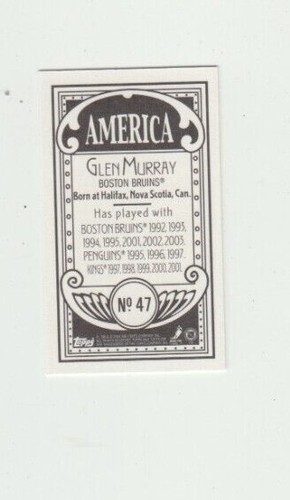 AMERICA
GLEN MURRAY
BOSTON BRUINS®
Born at Halifax, Nova Scotia, Can.
Has played with
BOSTON BRUINS® 1992, 1993,
1994, 1995, 2001, 2002, 2003.
PENGUINS® 1995, 1996, 1997.
KINGS® 1997, 1998, 1999, 2000, 2001.
Nº 47
Topps